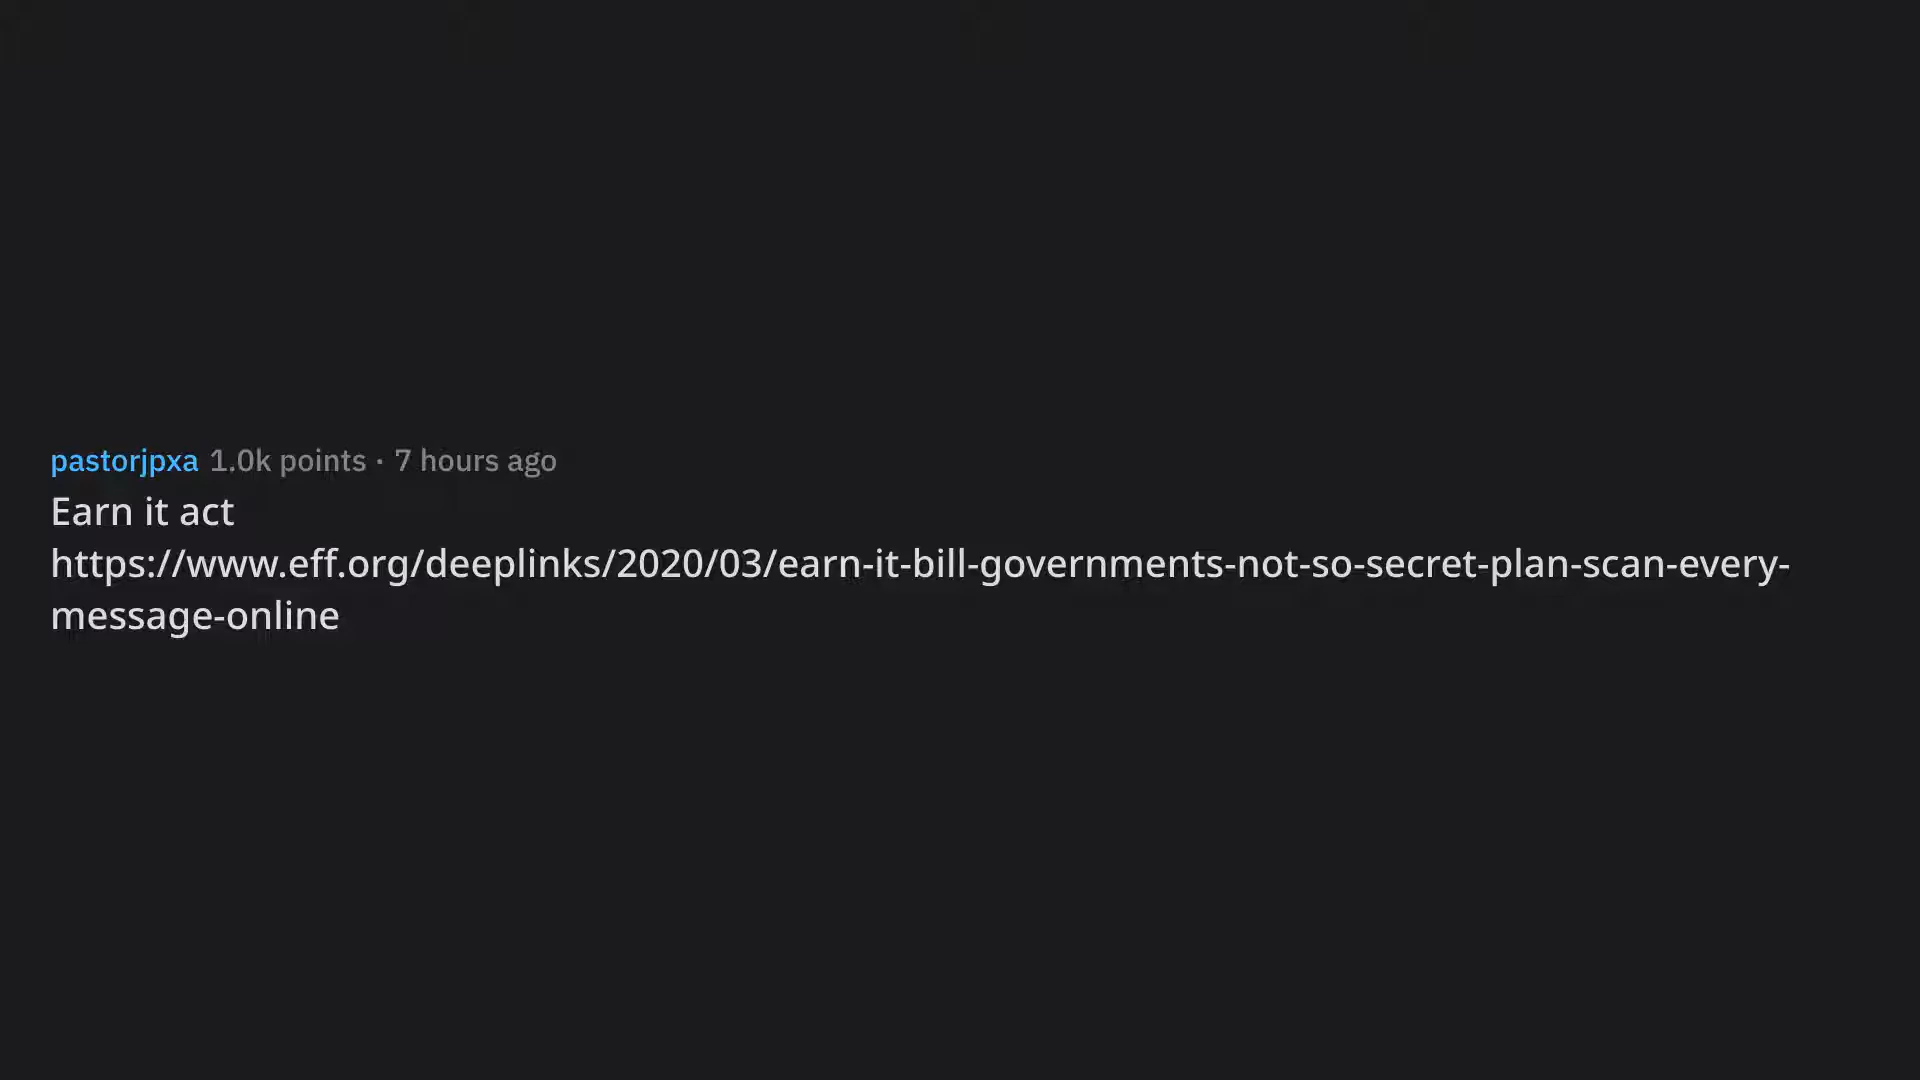 pastorjpxa 1.0k points · 7 hours ago
Earn it act
https://www.eff.org/deeplinks/2020/03/earn-it-bill-governments-not-so-secret-plan-scan-every-
message-online